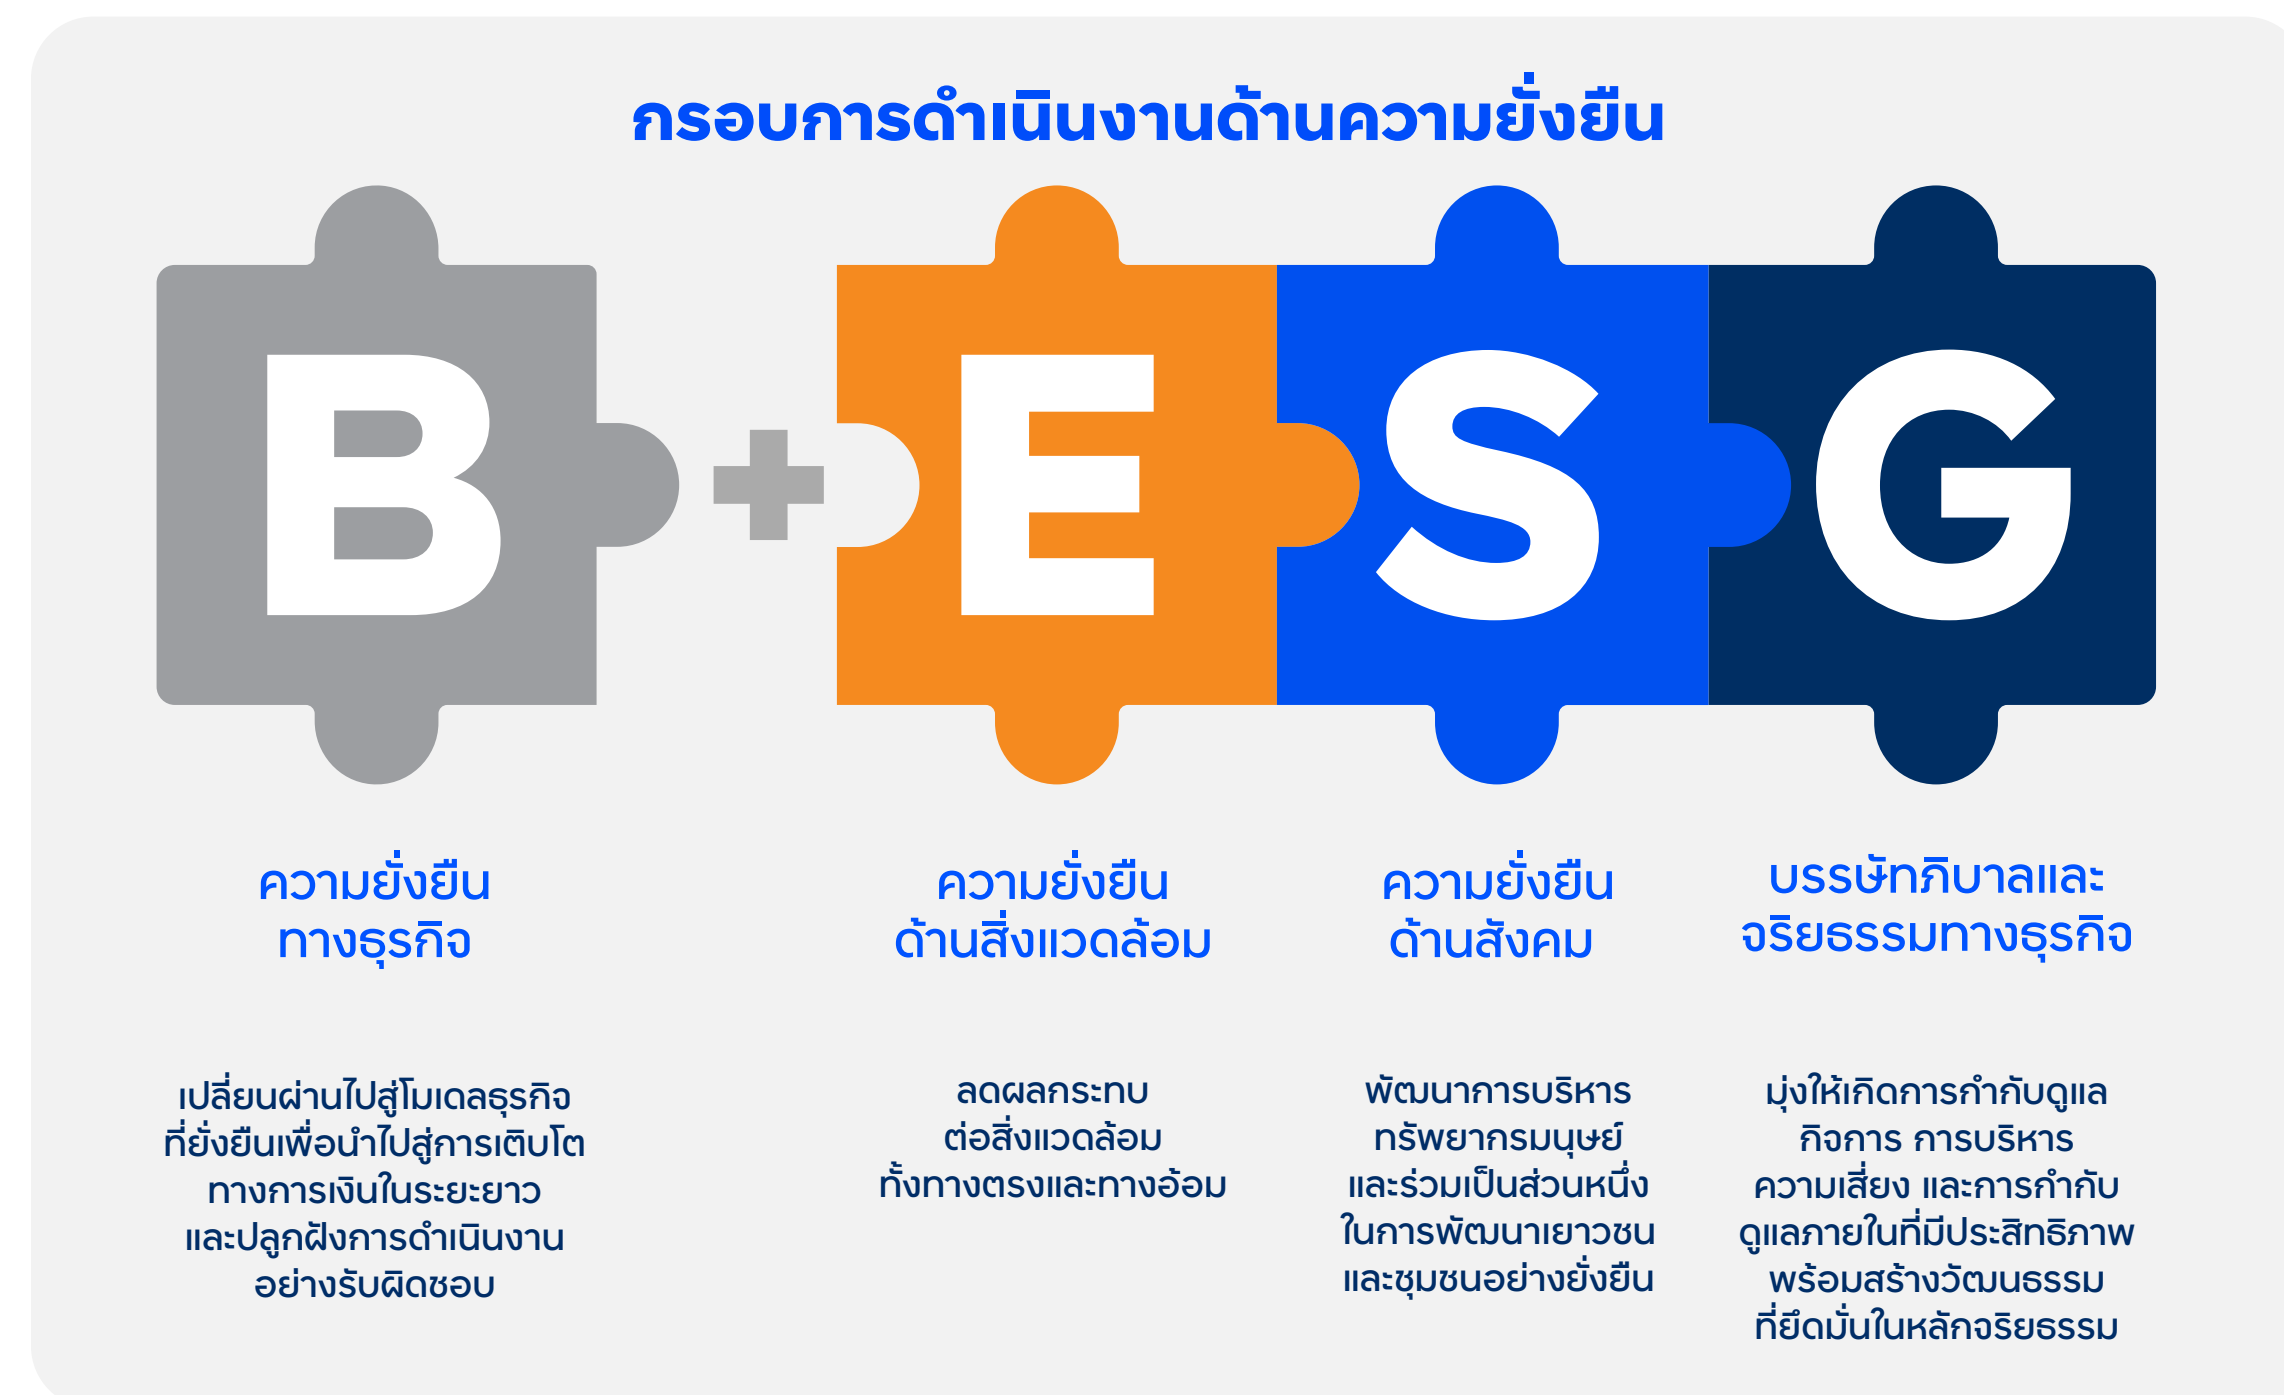 กรอบการดำเนินงานด้านความยั่งยืน
B + E S G
ความยั่งยืน
ทางธุรกิจ
เปลี่ยนผ่านไปสู่โมเดลธุรกิจ
ที่ยั่งยืนเพื่อนำไปสู่การเติบโต
ทางการเงินในระยะยาว
และปลูกฝังการดำเนินงาน
อย่างรับผิดชอบ
ความยั่งยืน
ด้านสิ่งแวดล้อม
ลดผลกระทบ
ต่อสิ่งแวดล้อม
ทั้งทางตรงและทางอ้อม
ความยั่งยืน
ด้านสังคม
พัฒนาการบริหาร
ทรัพยากรมนุษย์
และร่วมเป็นส่วนหนึ่ง
ในการพัฒนาเยาวชน
และชุมชนอย่างยั่งยืน
บรรษัทภิบาลและ
จริยธรรมทางธุรกิจ
มุ่งให้เกิดการกำกับดูแล
กิจการ การบริหาร
ความเสี่ยง และการกำกับ
ดูแลภายในที่มีประสิทธิภาพ
พร้อมสร้างวัฒนธรรม
ที่ยึดมั่นในหลักจริยธรรม